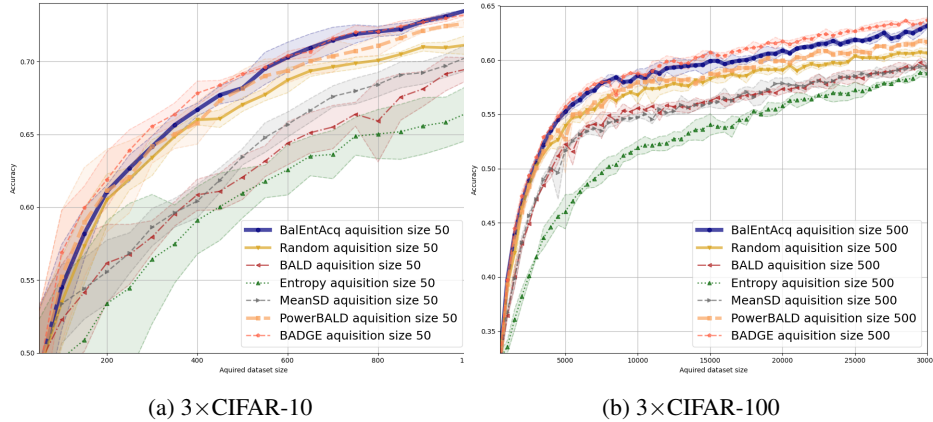 0.70
0.65
0.60
0.55
0.50
Accuracy
200
400
600
800
1
Aquired dataset size
BalEntAcq aquisition size 50
Random aquisition size 50
BALD aquisition size 50
Entropy aquisition size 50
MeanSD aquisition size 50
PowerBALD aquisition size 50
BADGE aquisition size 50
(a) 3×CIFAR-10
0.65
0.60
0.55
0.50
0.45
0.40
0.35
Accuracy
5000
10000
15000
20000
25000
3000
Aquired dataset size
BalEntAcq aquisition size 500
Random aquisition size 500
BALD aquisition size 500
Entropy aquisition size 500
MeanSD aquisition size 500
PowerBALD aquisition size 500
BADGE aquisition size 500
(b) 3×CIFAR-100